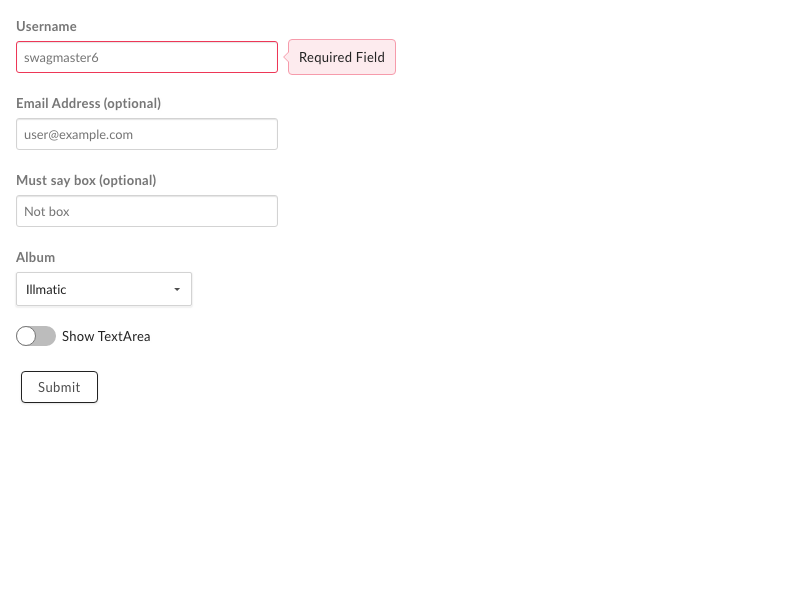 Username
swagmaster6
Required Field
Email Address (optional)
user@example.com
Must say box (optional)
Not box
Album
Illmatic
Show TextArea
Submit